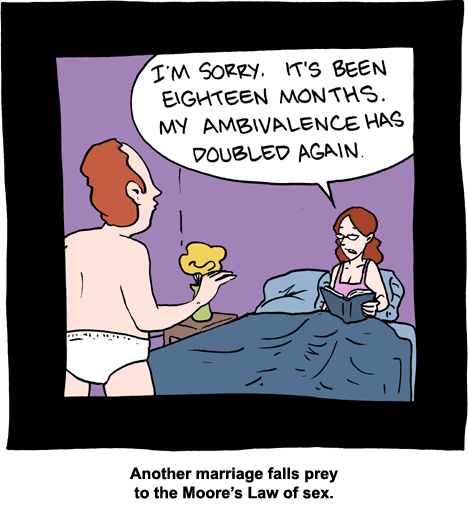 I'M SORRY. IT'S BEEN
EIGHTEEN MONTHS.
MY AMBIVALENCE HAS
DOUBLED AGAIN.
Another marriage falls prey
to the Moore's Law of sex.